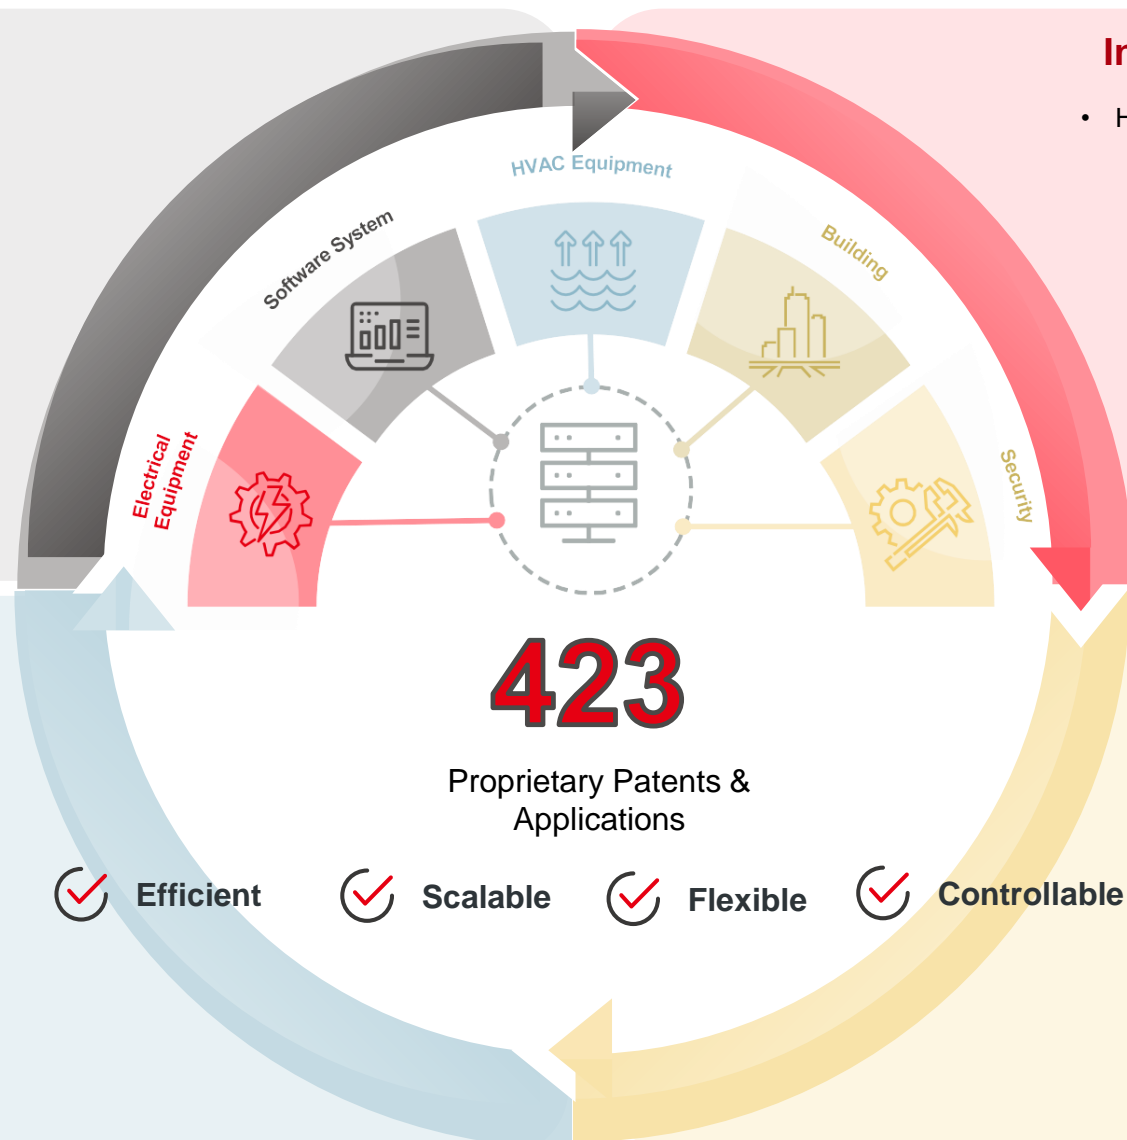 HVAC Equipment
Software System
Building
Electrical
Equipment
Security
423
Proprietary Patents &
Applications
Efficient
Scalable
Flexible
Controllable